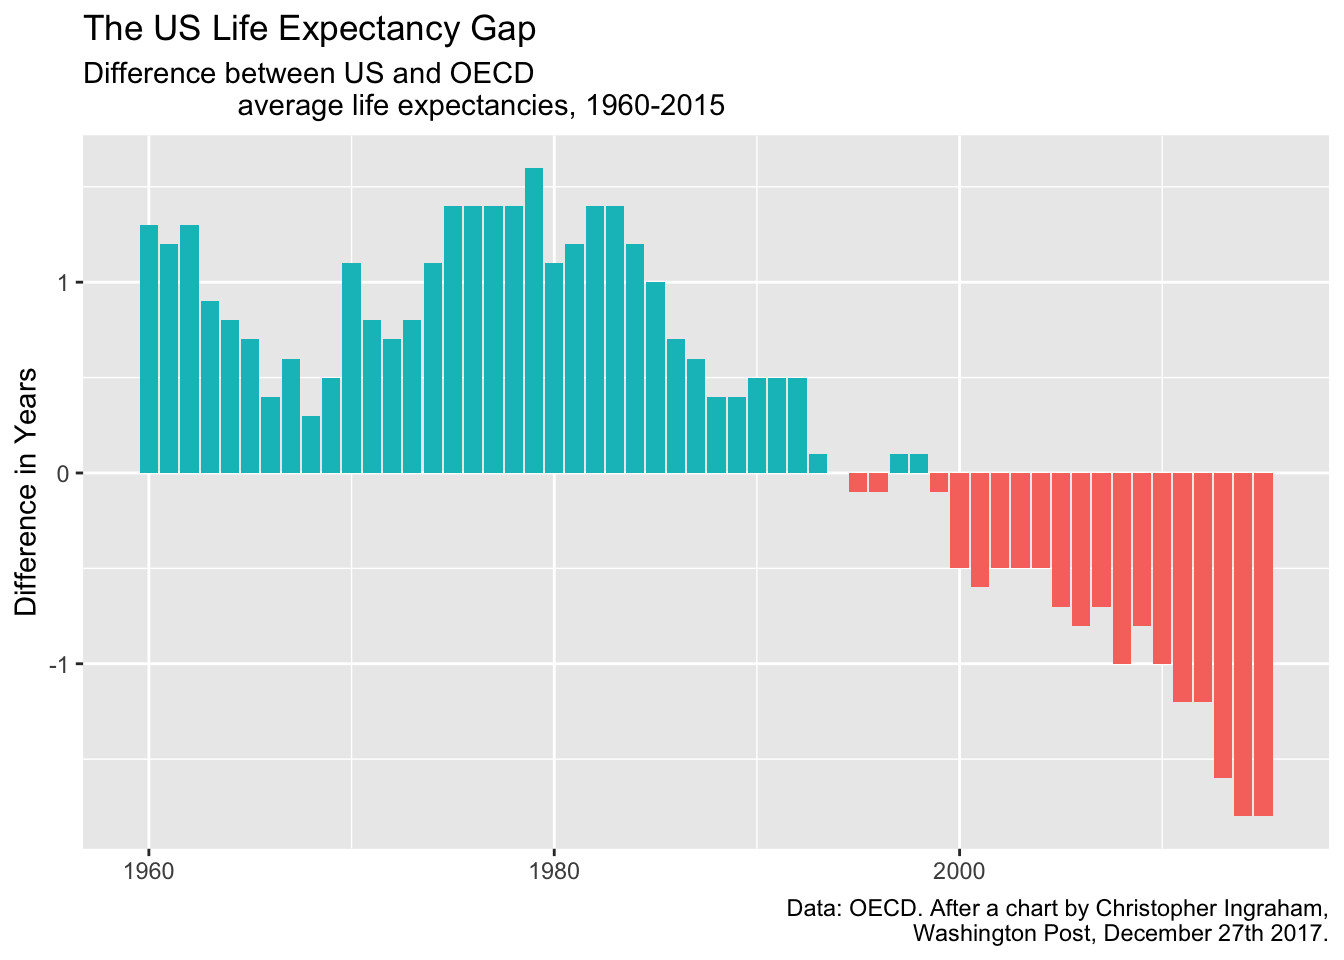 The US Life Expectancy Gap
Difference between US and OECD
average life expectancies, 1960-2015
Difference in Years
1
0
-1
1960
1980
2000
Data: OECD. After a chart by Christopher Ingraham,
Washington Post, December 27th 2017.